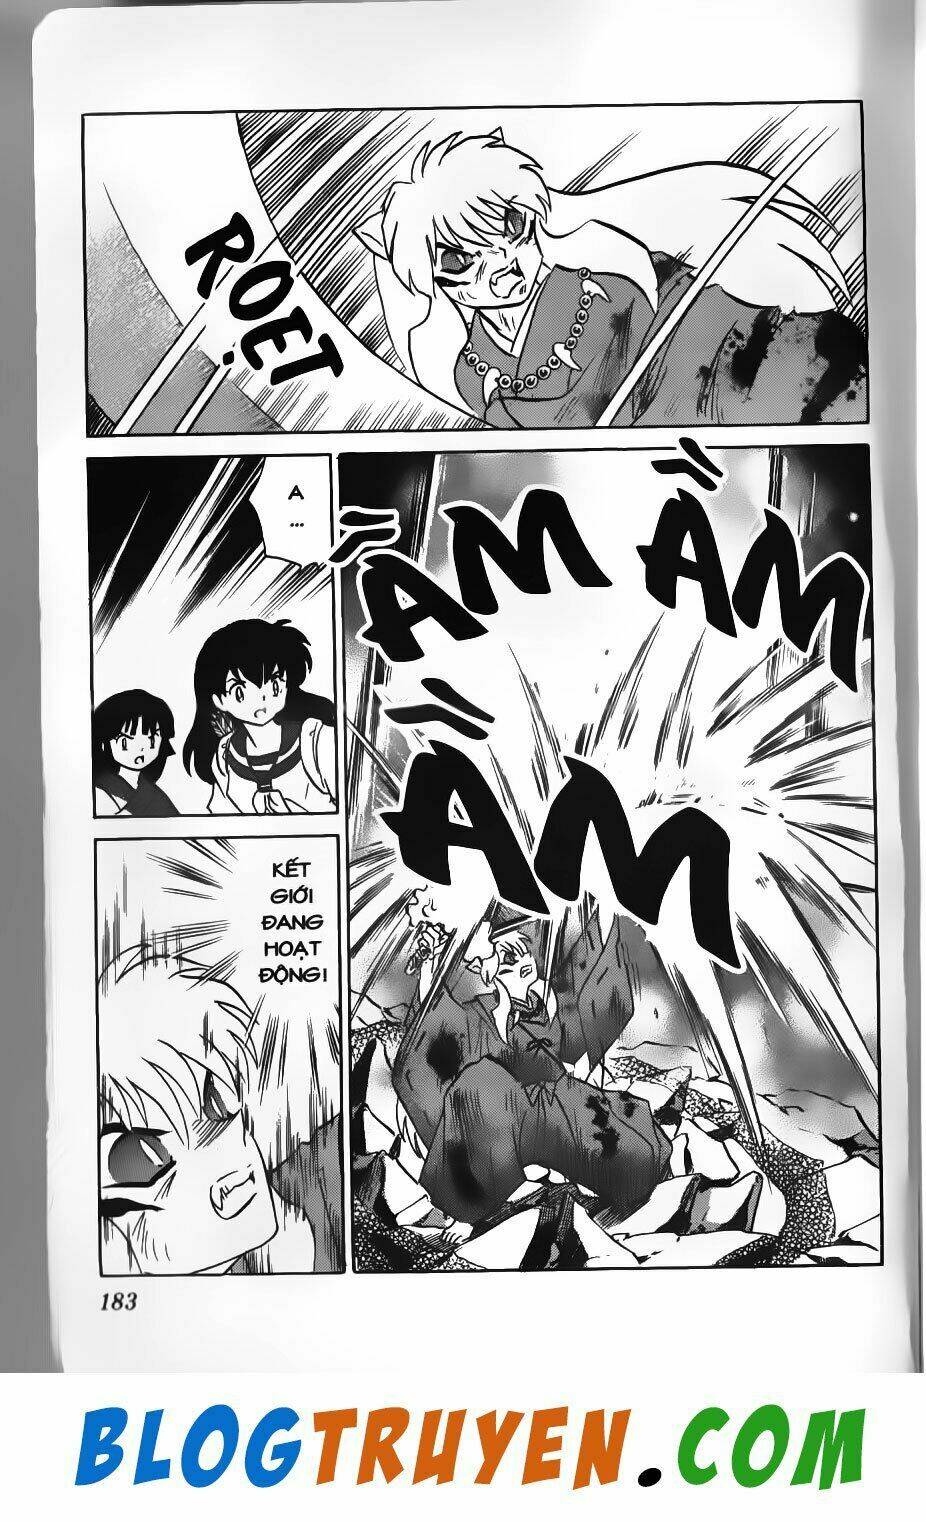 ROẸT
ẦM ẦM
ẦM
A
...
KẾT
GIỚI
ĐANG
HOẠT
ĐỘNG!
183
BLOGTRUYEN.COM